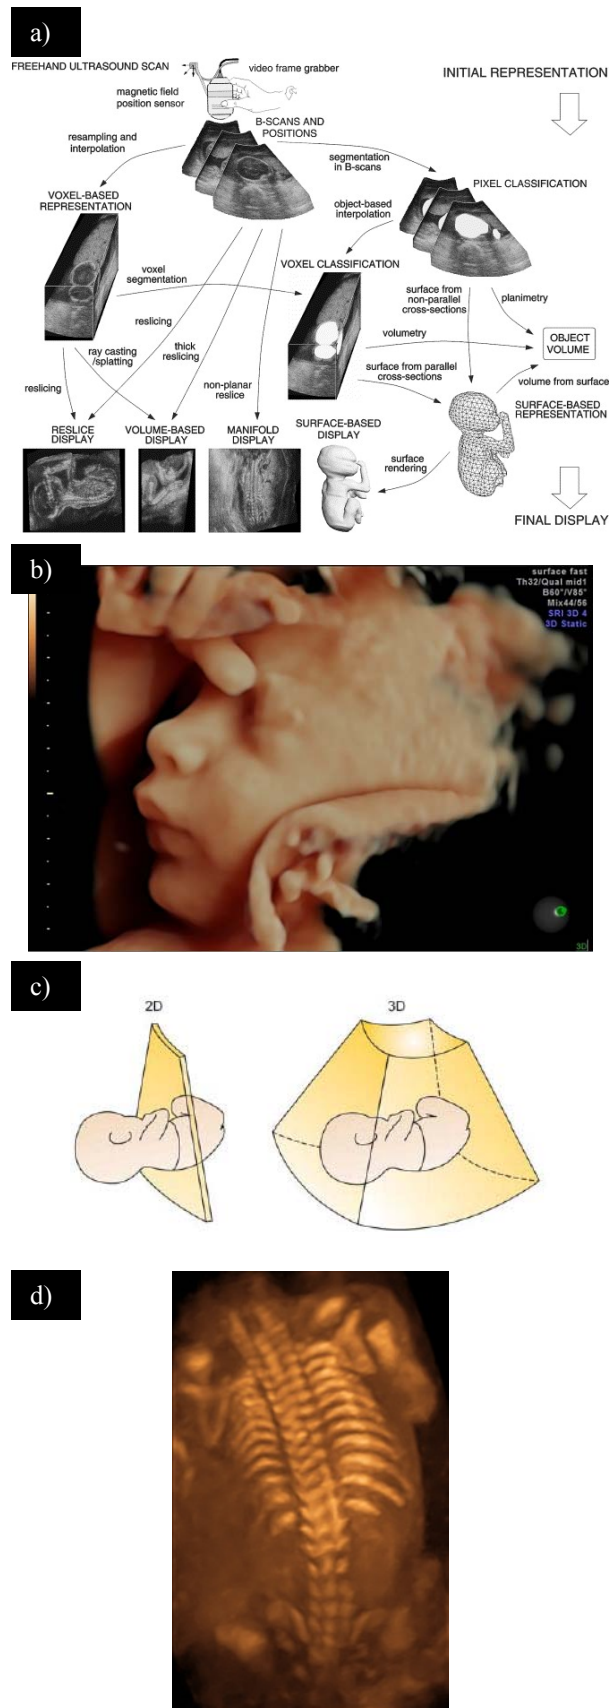 a)
FREEHAND ULTRASOUND SCAN
video frame grabber
magnetic field
position sensor
INITIAL REPRESENTATION
B-SCANS AND
POSITIONS
resampling and
interpolation
segmentation
in B-scans
PIXEL CLASSIFICATION
VOXEL-BASED
REPRESENTATION
object-based
interpolation
VOXEL CLASSIFICATION
voxel
segmentation
surface from
non-parallel
cross-sections
planimetry
reslicing
volumetry
OBJECT
VOLUME
ray casting
/splatting
thick
reslicing
surface from parallel
cross-sections
volume from surface
reslicing
non-planar
reslice
SURFACE-BASED
REPRESENTATION
RESLICE
DISPLAY
VOLUME-BASED
DISPLAY
MANIFOLD
DISPLAY
SURFACE-BASED
DISPLAY
surface
rendering
FINAL DISPLAY
b)
surface fast
Th32/Qual mid1
B60°/V85°
Mix44/56
SRI 3D 4
3D Static
3D
c)
2D
3D
d)